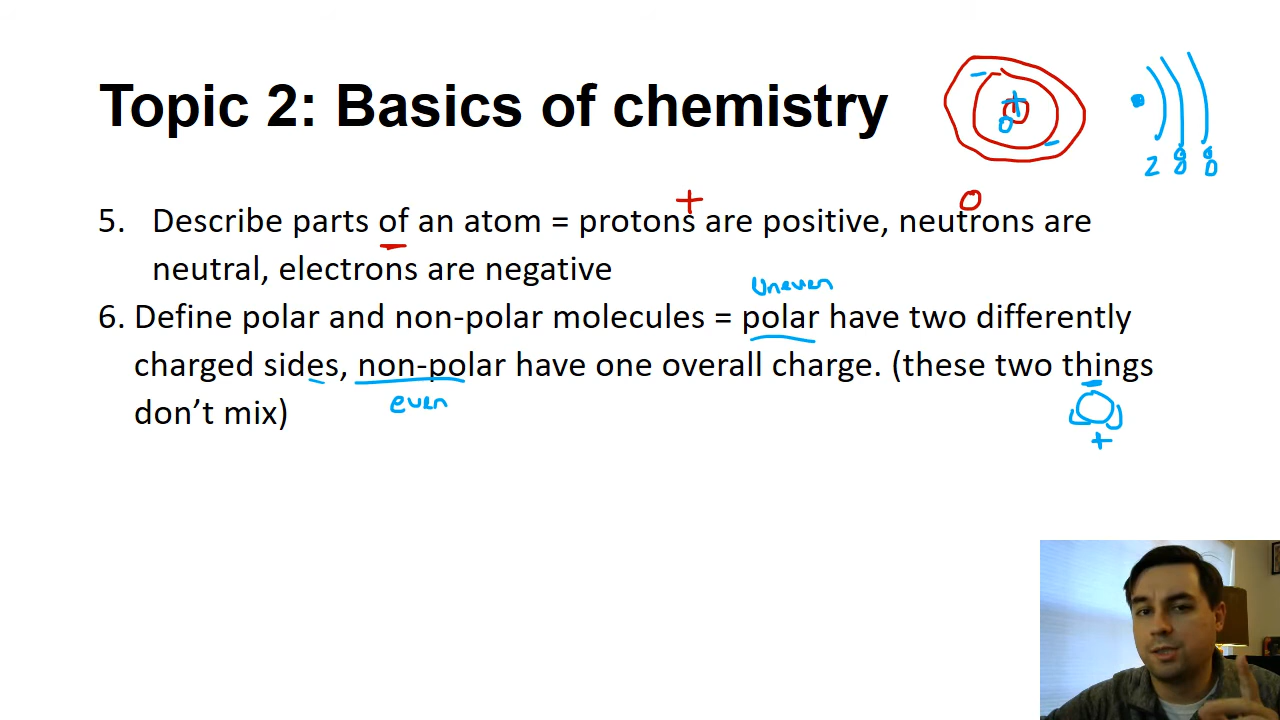 Topic 2: Basics of chemistry
2 8 8
+ 0
5. Describe parts of an atom = protons are positive, neutrons are
neutral, electrons are negative
uneven
6. Define polar and non-polar molecules = polar have two differently
charged sides, non-polar have one overall charge. (these two things
even
don’t mix)
+